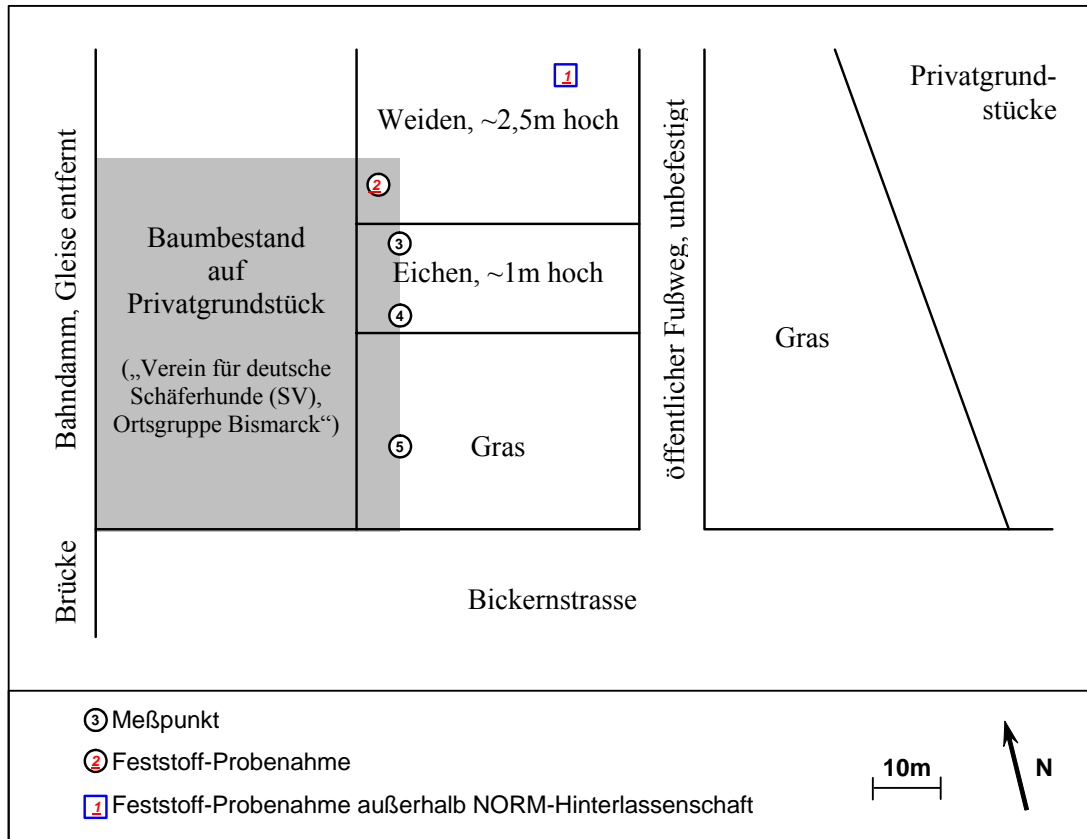 Bahndamm, Gleise entfernt
Brücke
Baumbestand
auf
Privatgrundstück
(„Verein für deutsche
Schäferhunde (SV),
Ortsgruppe Bismarck“)
1
Weiden, ~2,5m hoch
2
3
Eichen, ~1m hoch
4
5
Gras
öffentlicher Fußweg, unbefestigt
Gras
Privatgrund-
stücke
Bickernstrasse
3 Meßpunkt
2 Feststoff-Probenahme
1 Feststoff-Probenahme außerhalb NORM-Hinterlassenschaft
10m
N